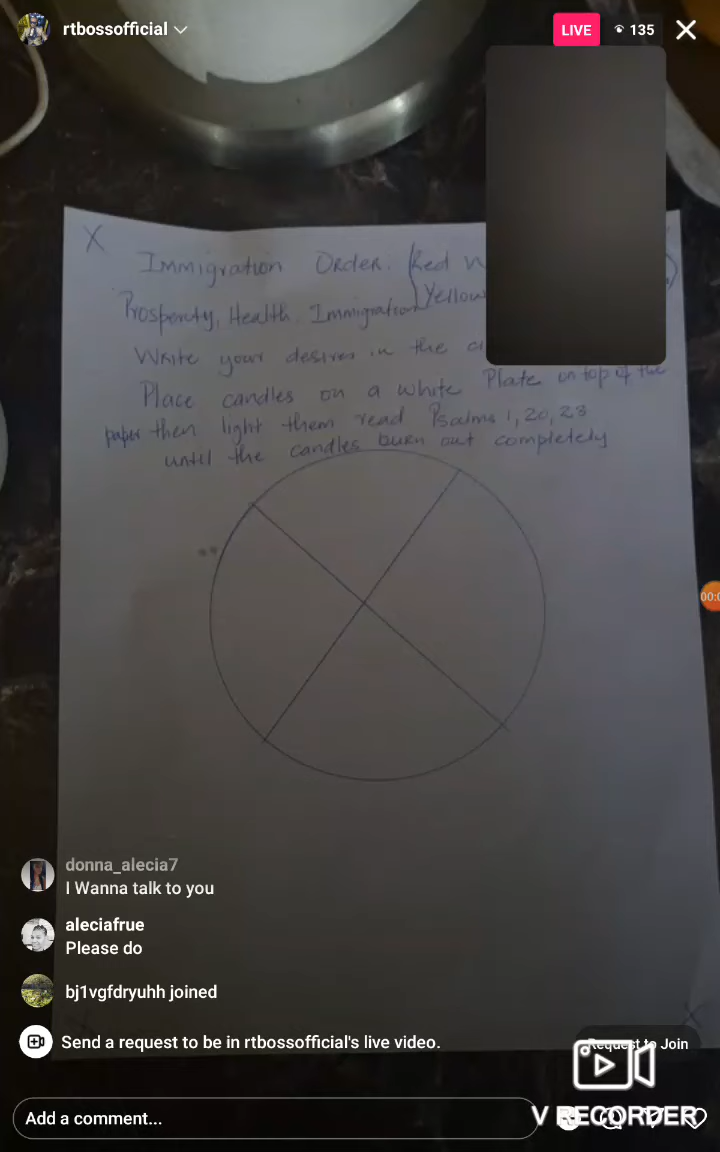 rtbossofficial
LIVE
135
X
Immigration Order. (Red
Prosperity, Health, Immigration Yellow
Write your desires in the
Place candles on a white Plate on top of the
paper then light them read Psalms 1, 20, 23
until the candles burn out completely
00:0
donna_alecia7
I Wanna talk to you
aleciafrue
Please do
bj1vgfdryuhh joined
Send a request to be in rtbossofficial's live video.
Request to Join
Add a comment...
V RECORDER